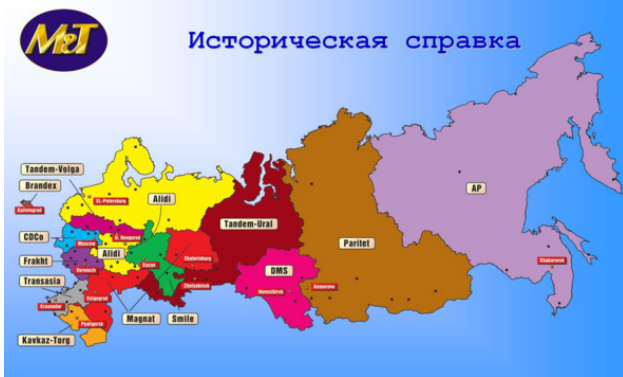 M&T
Историческая справка
Tandem-Volga
Brandex
Kaliningrad
St.-Petersburg
Alidi
AP
CDCo
Moscow
N. Novgorod
Tandem-Ural
Frakht
Alidi
Kazan
Ekaterinburg
Paritet
Khabarovsk
Voronezh
DMS
Transasia
Chelyabinsk
Kemerovo
Volgograd
Novosibirsk
Krasnodar
Magnat
Smile
Pyatigorsk
Kavkaz-Torg